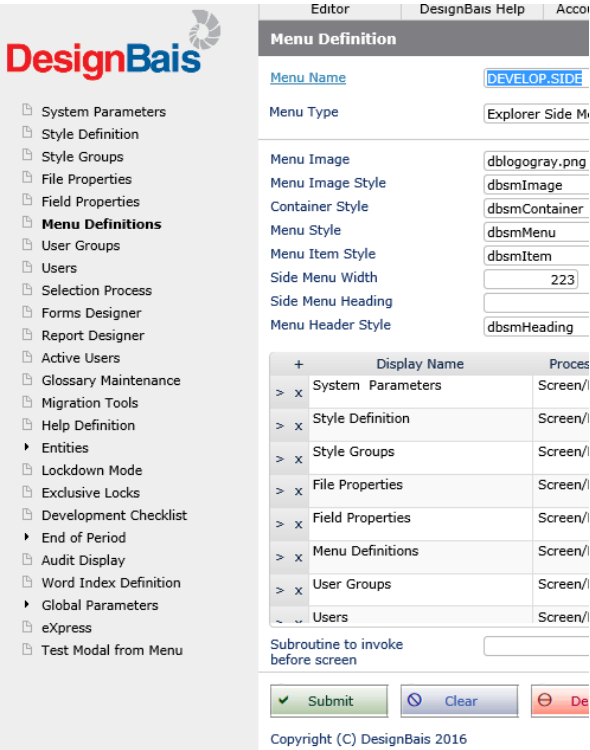 DesignBais
System Parameters
Style Definition
Style Groups
File Properties
Field Properties
Menu Definitions
User Groups
Users
Selection Process
Forms Designer
Report Designer
Active Users
Glossary Maintenance
Migration Tools
Help Definition
Entities
Lockdown Mode
Exclusive Locks
Development Checklist
End of Period
Audit Display
Word Index Definition
Global Parameters
eXpress
Test Modal from Menu
Editor DesignBais Help Accou
Menu Definition
Menu Name DEVELOP.SIDE
Menu Type Explorer Side Me
Menu Image dblogogray.png
Menu Image Style dbsmImage
Container Style dbsmContainer
Menu Style dbsmMenu
Menu Item Style dbsmItem
Side Menu Width 223
Side Menu Heading
Menu Header Style dbsmHeading
+ Display Name Proces
> x System Parameters Screen/
> x Style Definition Screen/
> x Style Groups Screen/
> x File Properties Screen/
> x Field Properties Screen/
> x Menu Definitions Screen/
> x User Groups Screen/
Users Screen/
Subroutine to invoke
before screen
Submit Clear De
Copyright (C) DesignBais 2016